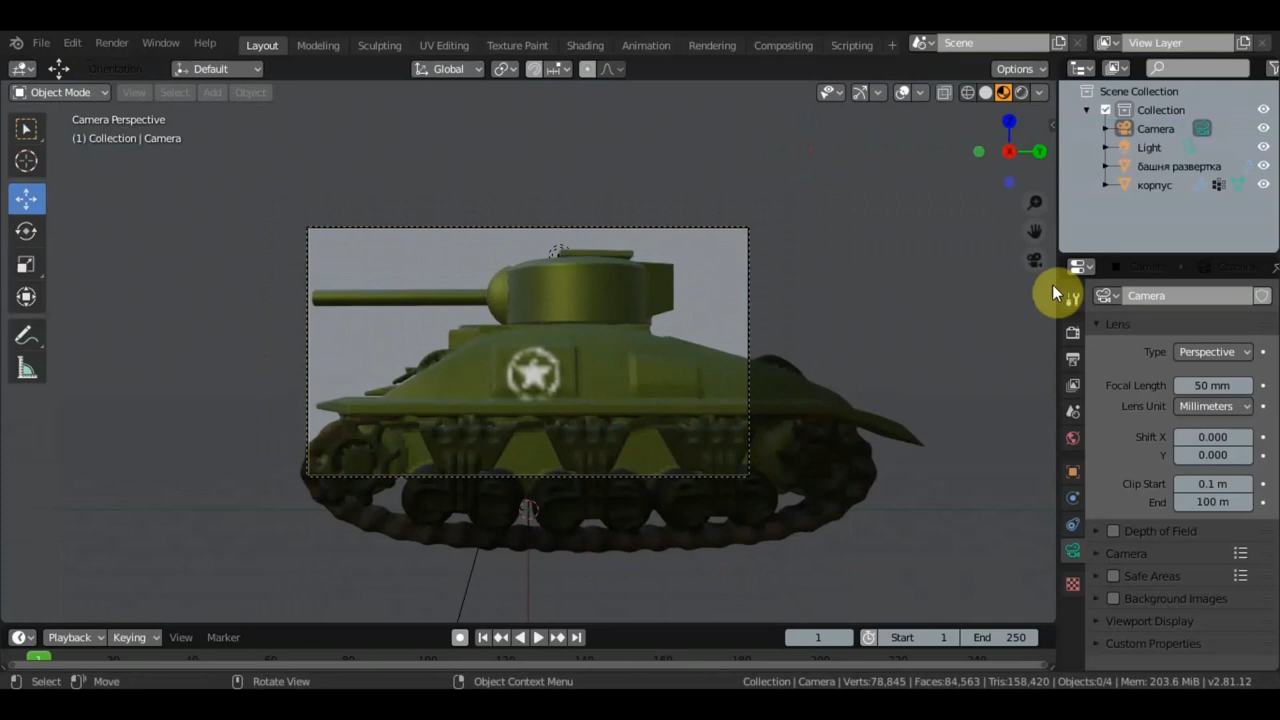 File Edit Render Window Help Layout Modeling Sculpting UV Editing Texture Paint Shading Animation Rendering Compositing Scripting + Scene View Layer
Orientation Default Global Options
Object Mode View Select Add Object
Camera Perspective
(1) Collection | Camera
Z
X
Y
Scene Collection
Collection
Camera
Light
башня развертка
корпус
Camera
Lens
Type Perspective
Focal Length 50 mm
Lens Unit Millimeters
Shift X 0.000
Y 0.000
Clip Start 0.1 m
End 100 m
Depth of Field
Camera
Safe Areas
Background Images
Viewport Display
Custom Properties
Playback Keying View Marker 1 Start 1 End 250
1
Select Move Rotate View Object Context Menu Collection | Camera | Verts:78,845 | Faces:84,563 | Tris:158,420 | Objects:0/4 | Mem: 203.6 MiB | v2.81.12